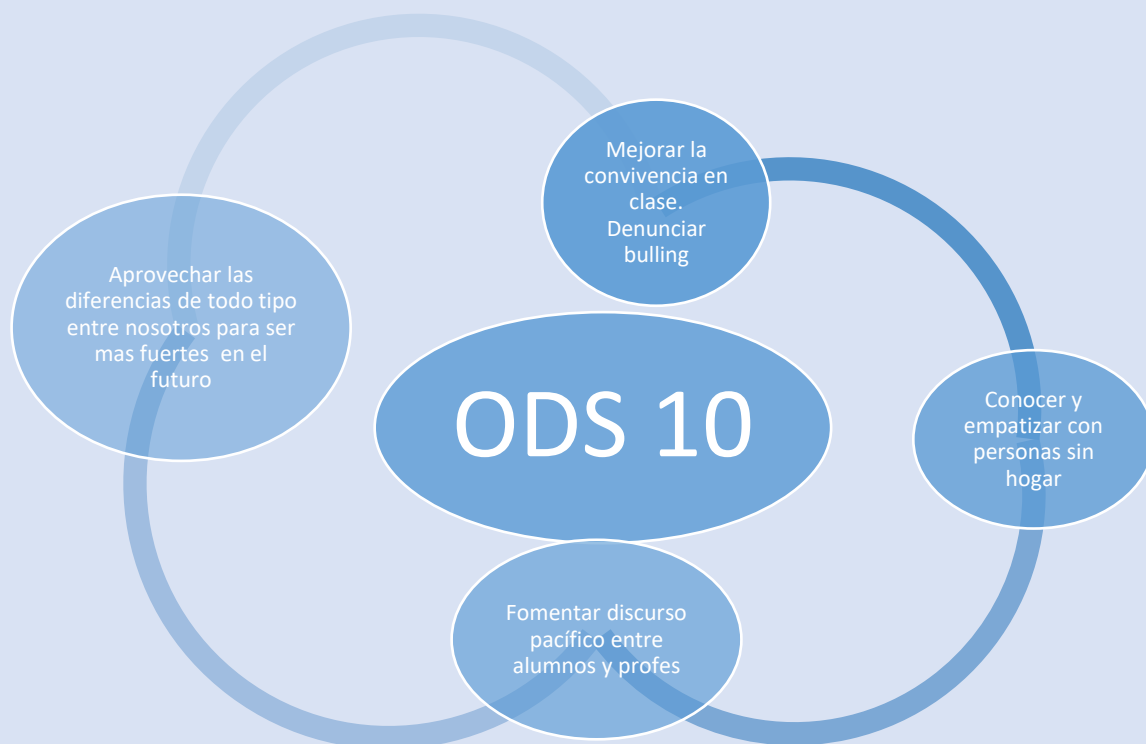 Mejorar la
convivencia en
clase.
Denunciar
bulling
Aprovechar las
diferencias de todo tipo
entre nosotros para ser
mas fuertes  en el
futuro
ODS 10
Conocer y
empatizar con
personas sin
hogar
Fomentar discurso
pacífico entre
alumnos y profes